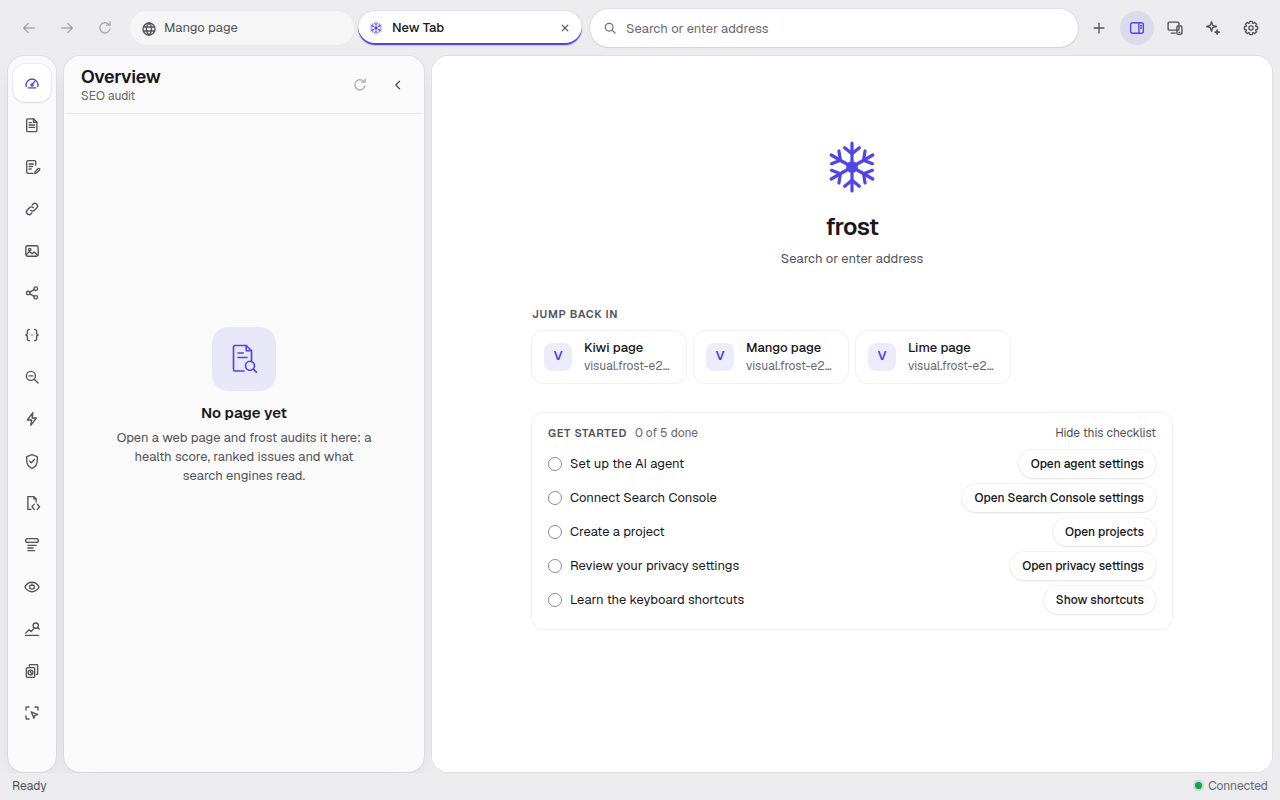 Mango page
New Tab
Search or enter address
Overview
SEO audit
No page yet
Open a web page and frost audits it here: a
health score, ranked issues and what
search engines read.
frost
Search or enter address
JUMP BACK IN
V
Kiwi page
visual.frost-e2…
V
Mango page
visual.frost-e2…
V
Lime page
visual.frost-e2…
GET STARTED 0 of 5 done
Hide this checklist
Set up the AI agent
Open agent settings
Connect Search Console
Open Search Console settings
Create a project
Open projects
Review your privacy settings
Open privacy settings
Learn the keyboard shortcuts
Show shortcuts
Ready
Connected